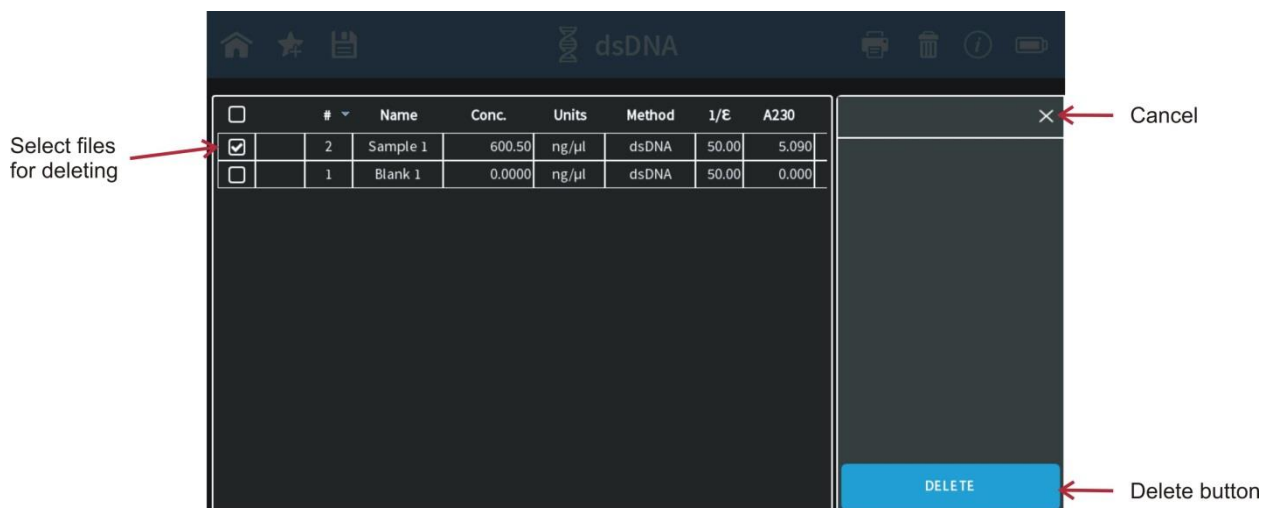 dsDNA
# Name Conc. Units Method 1/Ɛ A230
2 Sample 1 600.50 ng/µl dsDNA 50.00 5.090
1 Blank 1 0.0000 ng/µl dsDNA 50.00 0.000
Select files
for deleting
Cancel
DELETE
Delete button